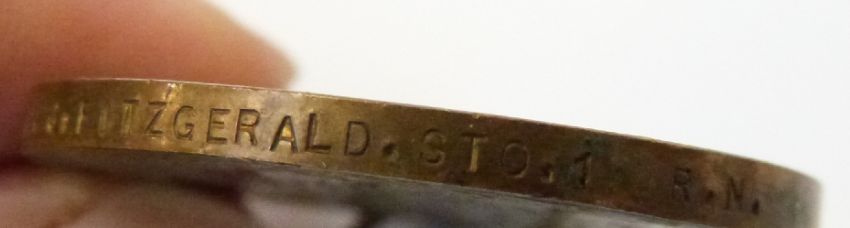 FITZGERALD. STO. 1 R.N.